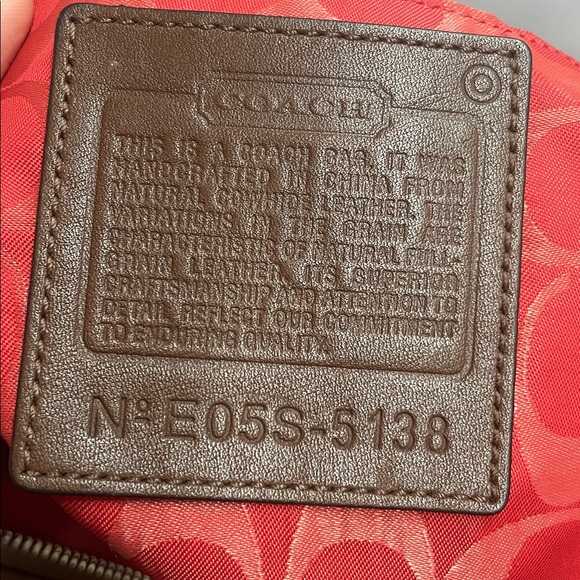 COACH
THIS IS A COACH BAG. IT WAS
HANDCRAFTED IN CHINA FROM
NATURAL COWHIDE LEATHER. THE
VARIATIONS IN THE GRAIN ARE
CHARACTERISTIC OF NATURAL FULL-
GRAIN LEATHER. ITS SUPERIOR
CRAFTSMANSHIP AND ATTENTION TO
DETAIL REFLECT OUR COMMITMENT
TO ENDURING QUALITY.
Nº E05S-5138